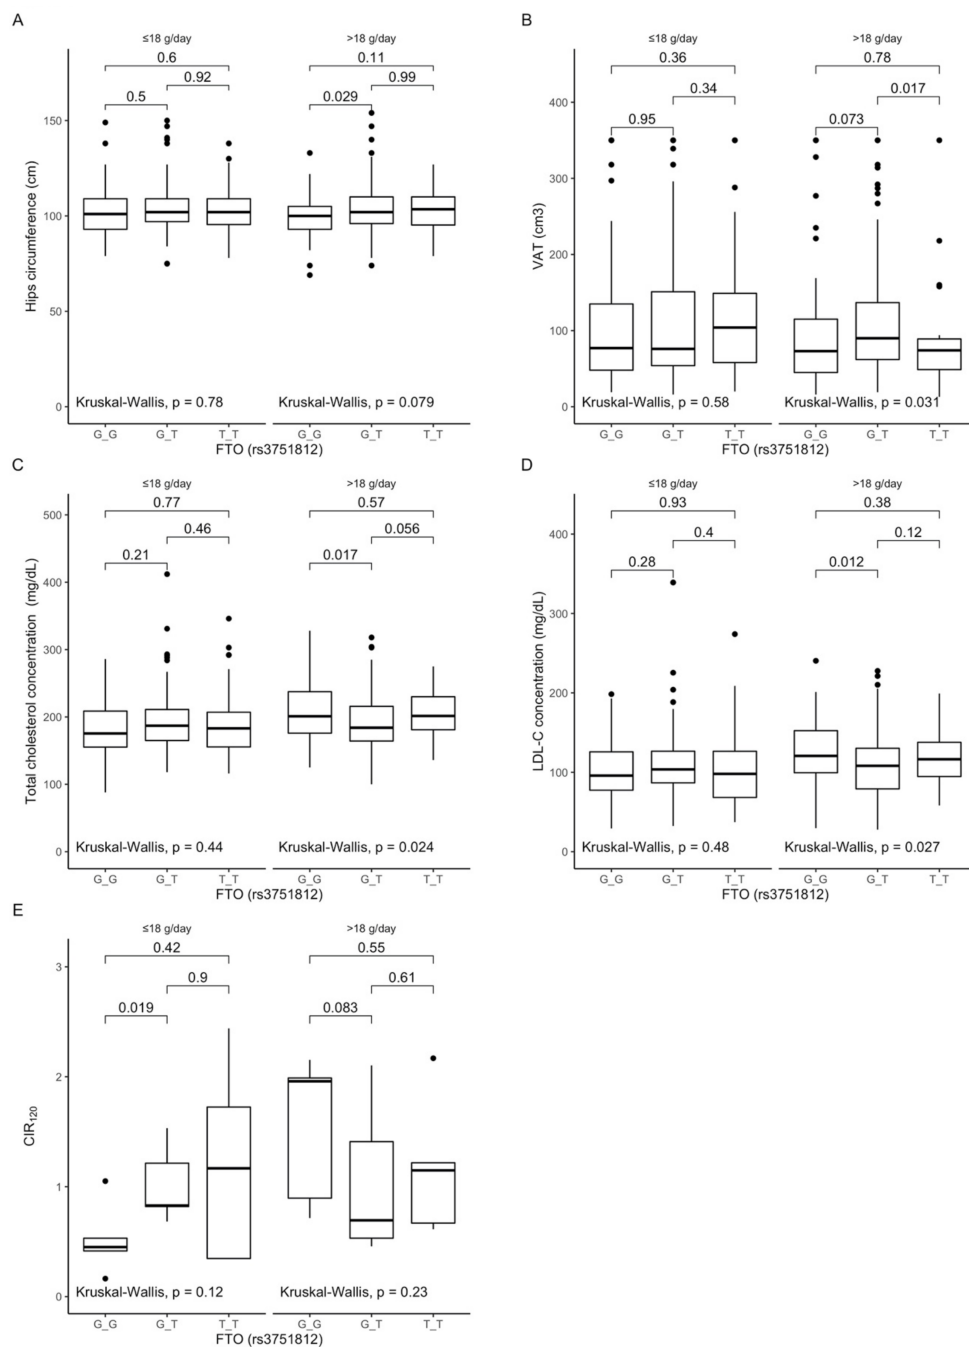 A
≤18 g/day >18 g/day
0.6 0.11
0.92 0.99
0.5 0.029
150
100
50
0
Hips circumference (cm)
Kruskal-Wallis, p = 0.78 Kruskal-Wallis, p = 0.079
G_G G_T T_T G_G G_T T_T
FTO (rs3751812)
B
≤18 g/day >18 g/day
0.36 0.78
0.34 0.017
0.95 0.073
400
300
200
100
0
VAT (cm3)
Kruskal-Wallis, p = 0.58 Kruskal-Wallis, p = 0.031
G_G G_T T_T G_G G_T T_T
FTO (rs3751812)
C
≤18 g/day >18 g/day
0.77 0.57
0.46 0.056
0.21 0.017
500
400
300
200
100
0
Total cholesterol concentration (mg/dL)
Kruskal-Wallis, p = 0.44 Kruskal-Wallis, p = 0.024
G_G G_T T_T G_G G_T T_T
FTO (rs3751812)
D
≤18 g/day >18 g/day
0.93 0.38
0.4 0.12
0.28 0.012
400
300
200
100
0
LDL-C concentration (mg/dL)
Kruskal-Wallis, p = 0.48 Kruskal-Wallis, p = 0.027
G_G G_T T_T G_G G_T T_T
FTO (rs3751812)
E
≤18 g/day >18 g/day
0.42 0.55
0.9 0.61
0.019 0.083
3
2
1
0
CIR₁₂₀
Kruskal-Wallis, p = 0.12 Kruskal-Wallis, p = 0.23
G_G G_T T_T G_G G_T T_T
FTO (rs3751812)